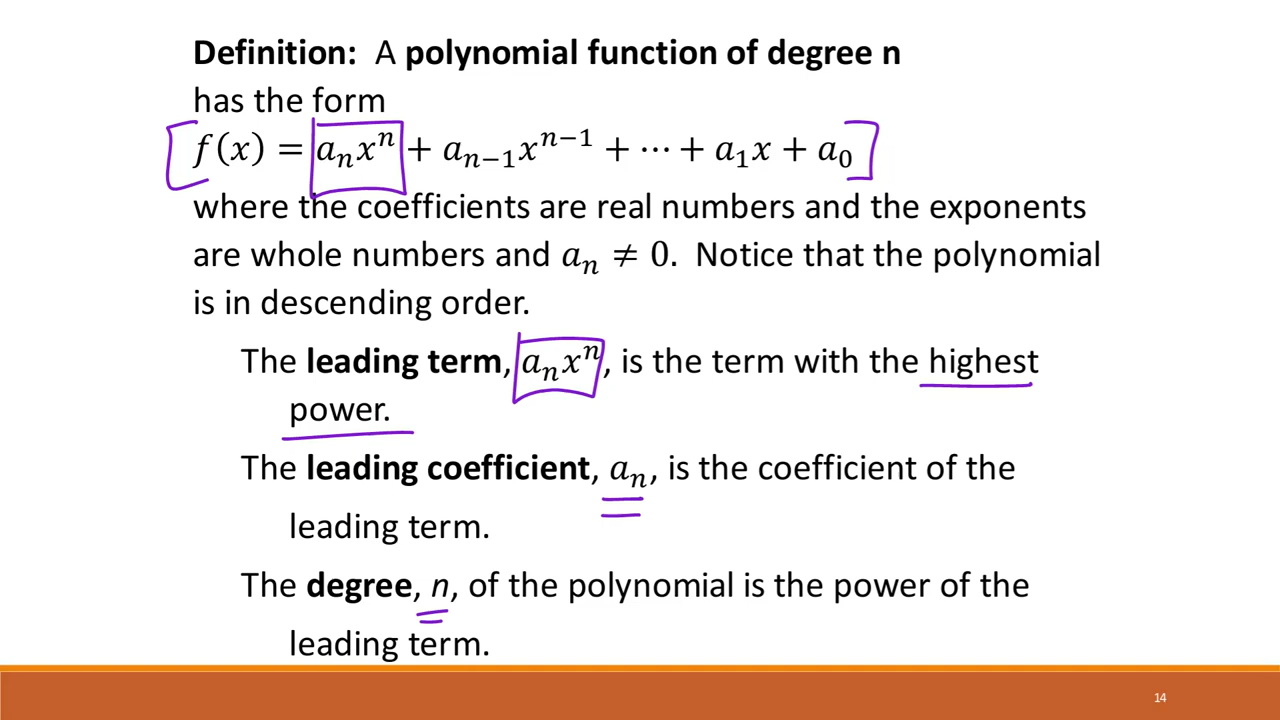 Definition: A polynomial function of degree n
has the form
f(x) = aₙxⁿ + aₙ₋₁xⁿ⁻¹ + ⋯ + a₁x + a₀
where the coefficients are real numbers and the exponents
are whole numbers and aₙ ≠ 0. Notice that the polynomial
is in descending order.
The leading term, aₙxⁿ, is the term with the highest
power.
The leading coefficient, aₙ, is the coefficient of the
leading term.
The degree, n, of the polynomial is the power of the
leading term.
14